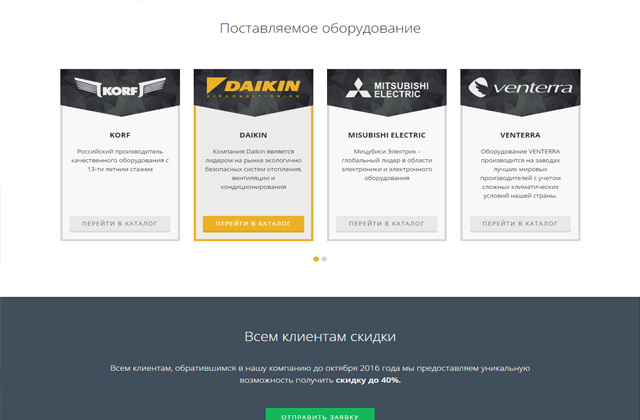 Поставляемое оборудование
KORF
DAIKIN
AIRCONDITIONING
MITSUBISHI
ELECTRIC
venterra
KORF
Российский производитель
качественного оборудования с
13-ти летним стажем
ПЕРЕЙТИ В КАТАЛОГ
DAIKIN
Компания Daikin является
лидером на рынке экологично
безопасных систем отопления,
вентиляции и
кондиционирования
ПЕРЕЙТИ В КАТАЛОГ
MISUBISHI ELECTRIC
Мицубиси Электрик –
глобальный лидер в области
электроники и электронного
оборудования
ПЕРЕЙТИ В КАТАЛОГ
VENTERRA
Оборудование VENTERRA
производится на заводах
лучших мировых
производителей с учетом
сложных климатических
условий нашей страны.
ПЕРЕЙТИ В КАТАЛОГ
Всем клиентам скидки
Всем клиентам, обратившимся в нашу компанию до октября 2016 года мы предоставляем уникальную
возможность получить скидку до 40%.
ОТПРАВИТЬ ЗАЯВКУ